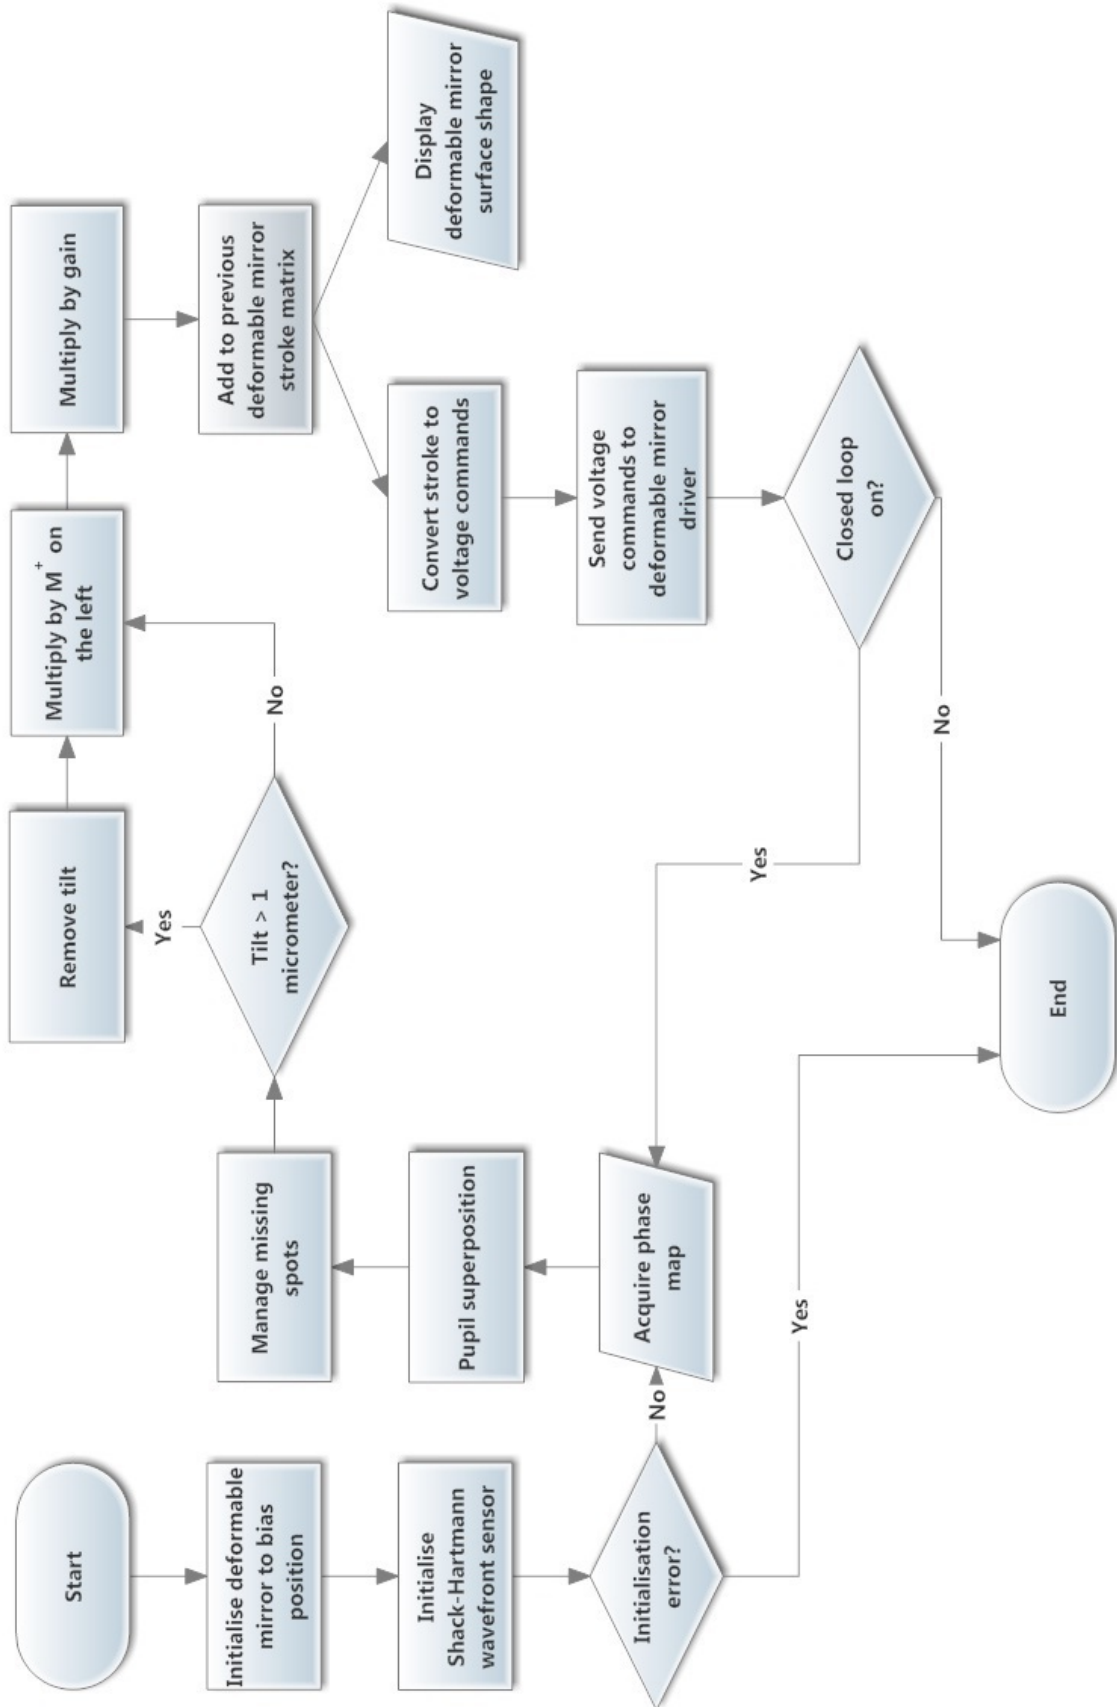 Start
Initialise deformable
mirror to bias
position
Initialise
Shack-Hartmann
wavefront sensor
Initialisation
error?
No
Yes
Acquire phase
map
Pupil superposition
Manage missing
spots
Tilt > 1
micrometer?
Yes
No
Remove tilt
Multiply by M⁺ on
the left
Multiply by gain
Add to previous
deformable mirror
stroke matrix
Display
deformable mirror
surface shape
Convert stroke to
voltage commands
Send voltage
commands to
deformable mirror
driver
Closed loop
on?
Yes
No
End